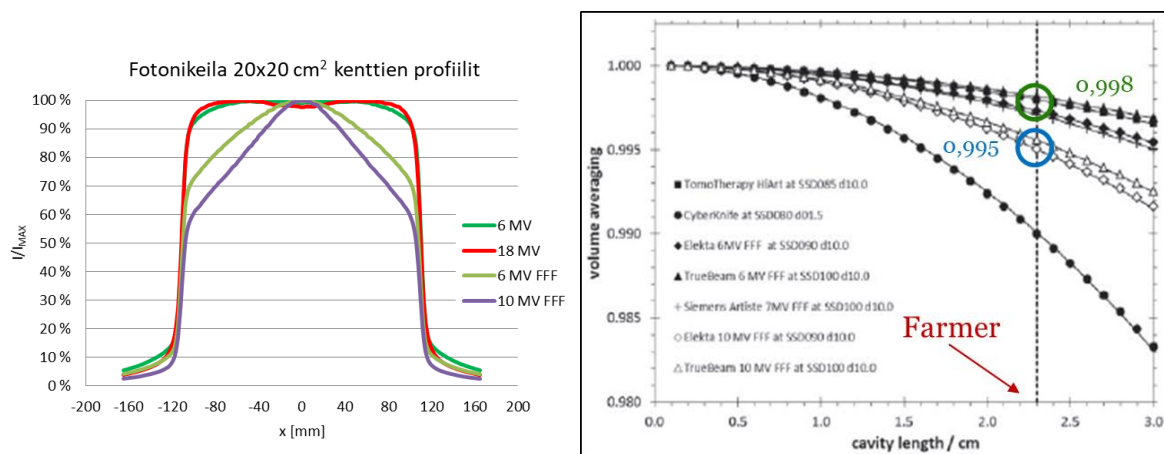 Fotonikeila 20x20 cm² kenttien profiilit
100 %
90 %
80 %
70 %
60 %
50 %
40 %
30 %
20 %
10 %
0 %
I/I_MAX
-200 -160 -120 -80 -40 0 40 80 120 160 200
x [mm]
6 MV
18 MV
6 MV FFF
10 MV FFF
1.000
0.995
0.990
0.985
0.980
volume averaging
0,998
0,995
TomoTherapy HiArt at SSD085 d10.0
CyberKnife at SSD080 d01.5
Elekta 6MV FFF at SSD090 d10.0
TrueBeam 6 MV FFF at SSD100 d10.0
Siemens Artiste 7MV FFF at SSD100 d10.0
Elekta 10 MV FFF at SSD090 d10.0
TrueBeam 10 MV FFF at SSD100 d10.0
Farmer
0.0 0.5 1.0 1.5 2.0 2.5 3.0
cavity length / cm